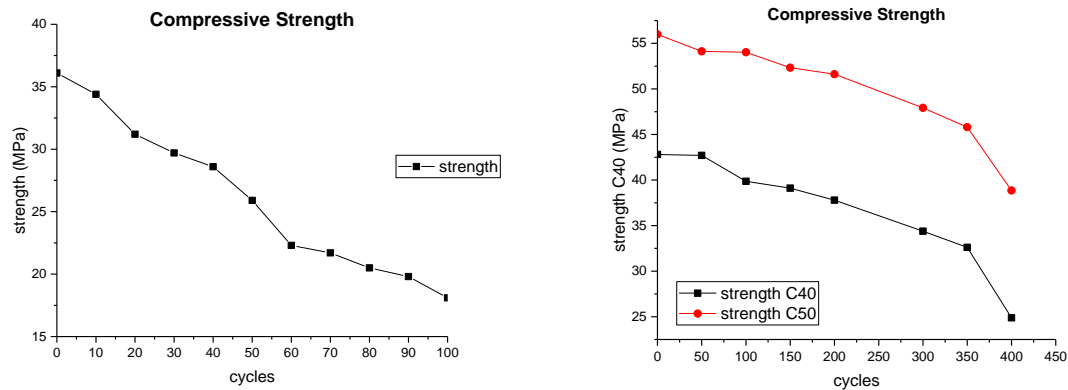 Compressive Strength
40
35
30
25
20
15
strength (MPa)
0 10 20 30 40 50 60 70 80 90 100
cycles
strength
Compressive Strength
55
50
45
40
35
30
25
strength C40 (MPa)
0 50 100 150 200 250 300 350 400 450
cycles
strength C40
strength C50